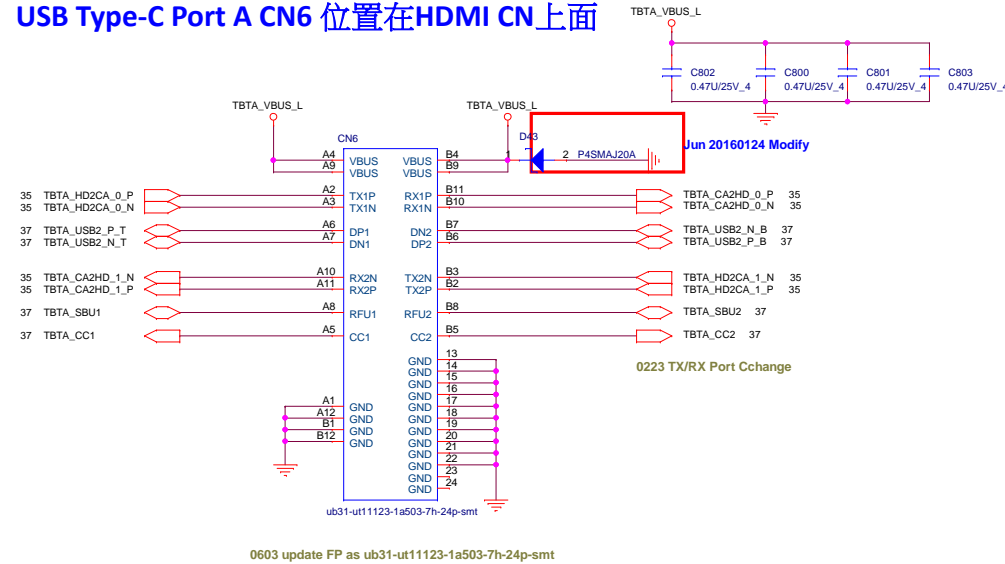 USB Type-C Port A CN6 位置在HDMI CN上面
TBTA_VBUS_L
C802
0.47U/25V_4
C800
0.47U/25V_4
C801
0.47U/25V_4
C803
0.47U/25V_4
TBTA_VBUS_L
TBTA_VBUS_L
CN6
D43
1
2 P4SMAJ20A
Jun 20160124 Modify
A4 VBUS VBUS B4
A9 VBUS VBUS B9
35 TBTA_HD2CA_0_P A2 TX1P RX1P B11 TBTA_CA2HD_0_P 35
35 TBTA_HD2CA_0_N A3 TX1N RX1N B10 TBTA_CA2HD_0_N 35
37 TBTA_USB2_P_T A6 DP1 DN2 B7 TBTA_USB2_N_B 37
37 TBTA_USB2_N_T A7 DN1 DP2 B6 TBTA_USB2_P_B 37
35 TBTA_CA2HD_1_N A10 RX2N TX2N B3 TBTA_HD2CA_1_N 35
35 TBTA_CA2HD_1_P A11 RX2P TX2P B2 TBTA_HD2CA_1_P 35
37 TBTA_SBU1 A8 RFU1 RFU2 B8 TBTA_SBU2 37
37 TBTA_CC1 A5 CC1 CC2 B5 TBTA_CC2 37
0223 TX/RX Port Cchange
GND 13
GND 14
GND 15
GND 16
A1 GND GND 17
A12 GND GND 18
B1 GND GND 19
B12 GND GND 20
GND 21
GND 22
GND 23
GND 24
ub31-ut11123-1a503-7h-24p-smt
0603 update FP as ub31-ut11123-1a503-7h-24p-smt